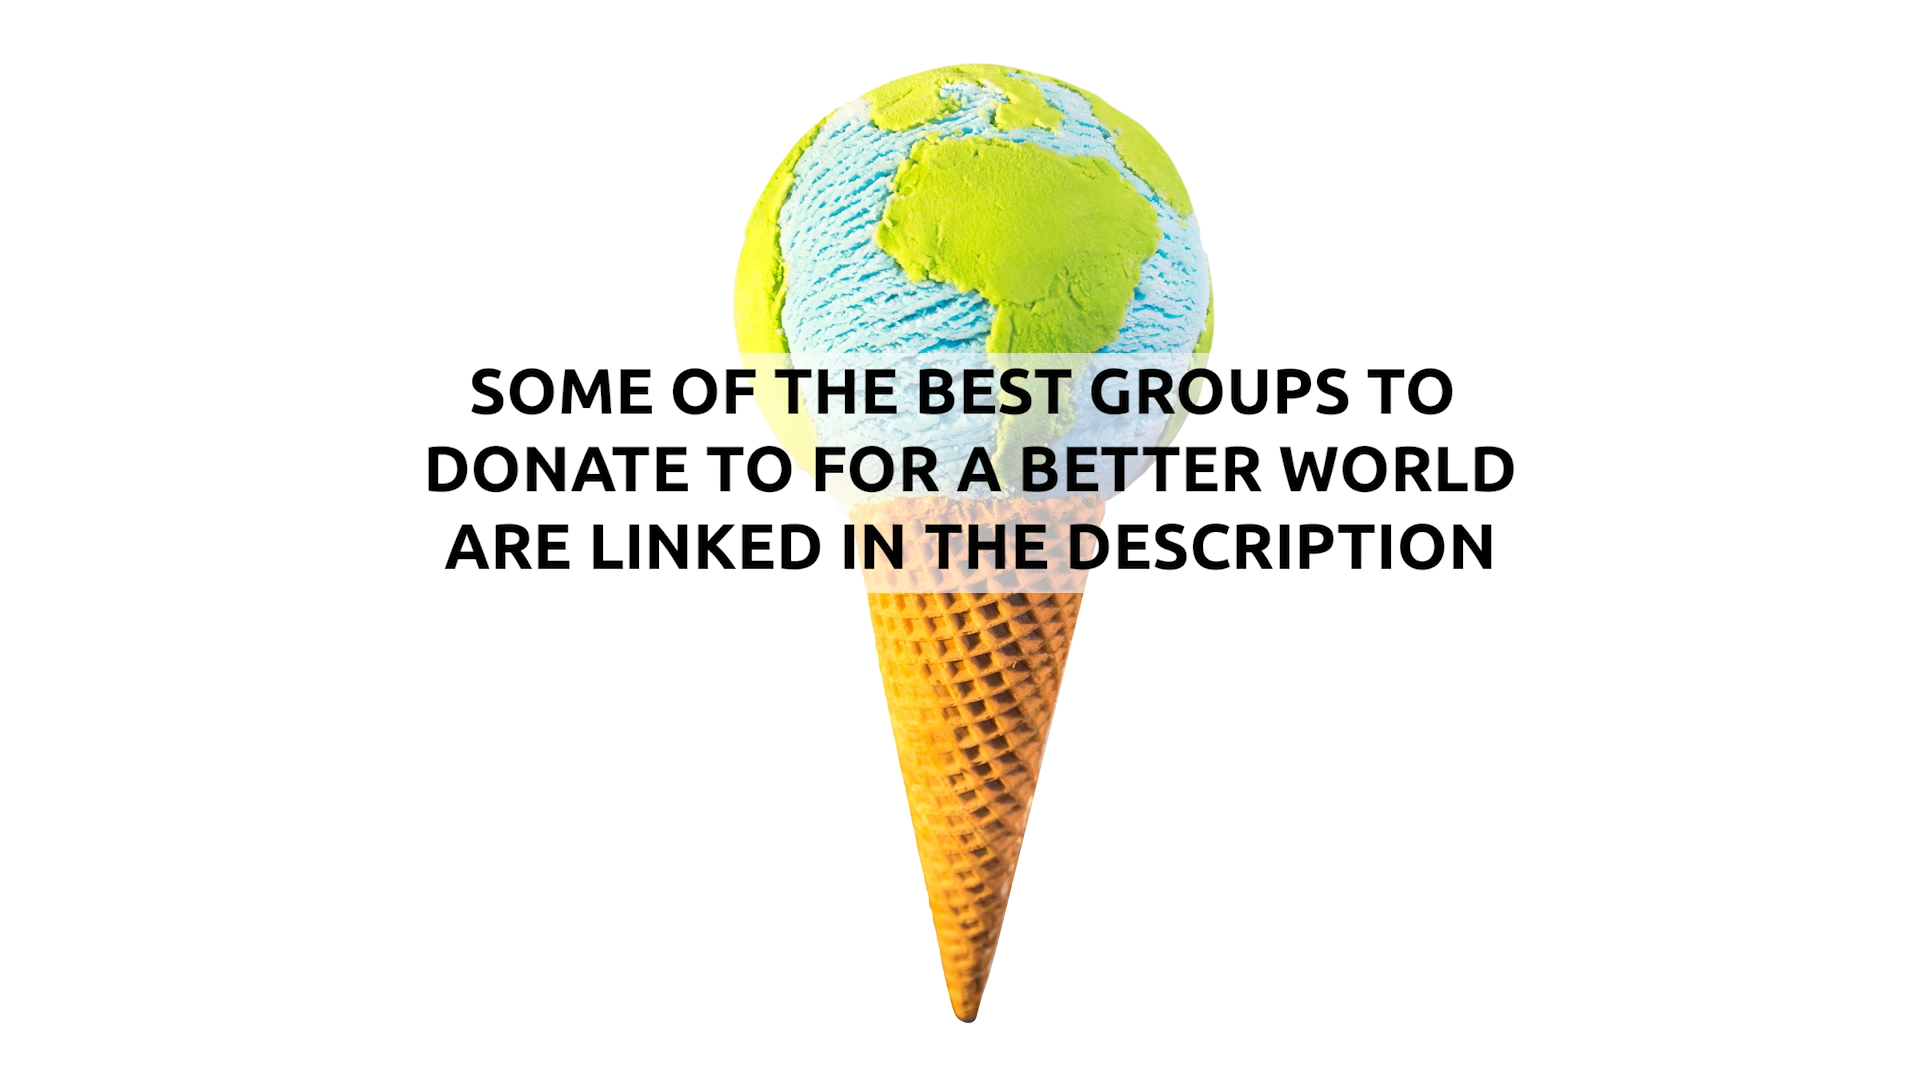 SOME OF THE BEST GROUPS TO
DONATE TO FOR A BETTER WORLD
ARE LINKED IN THE DESCRIPTION